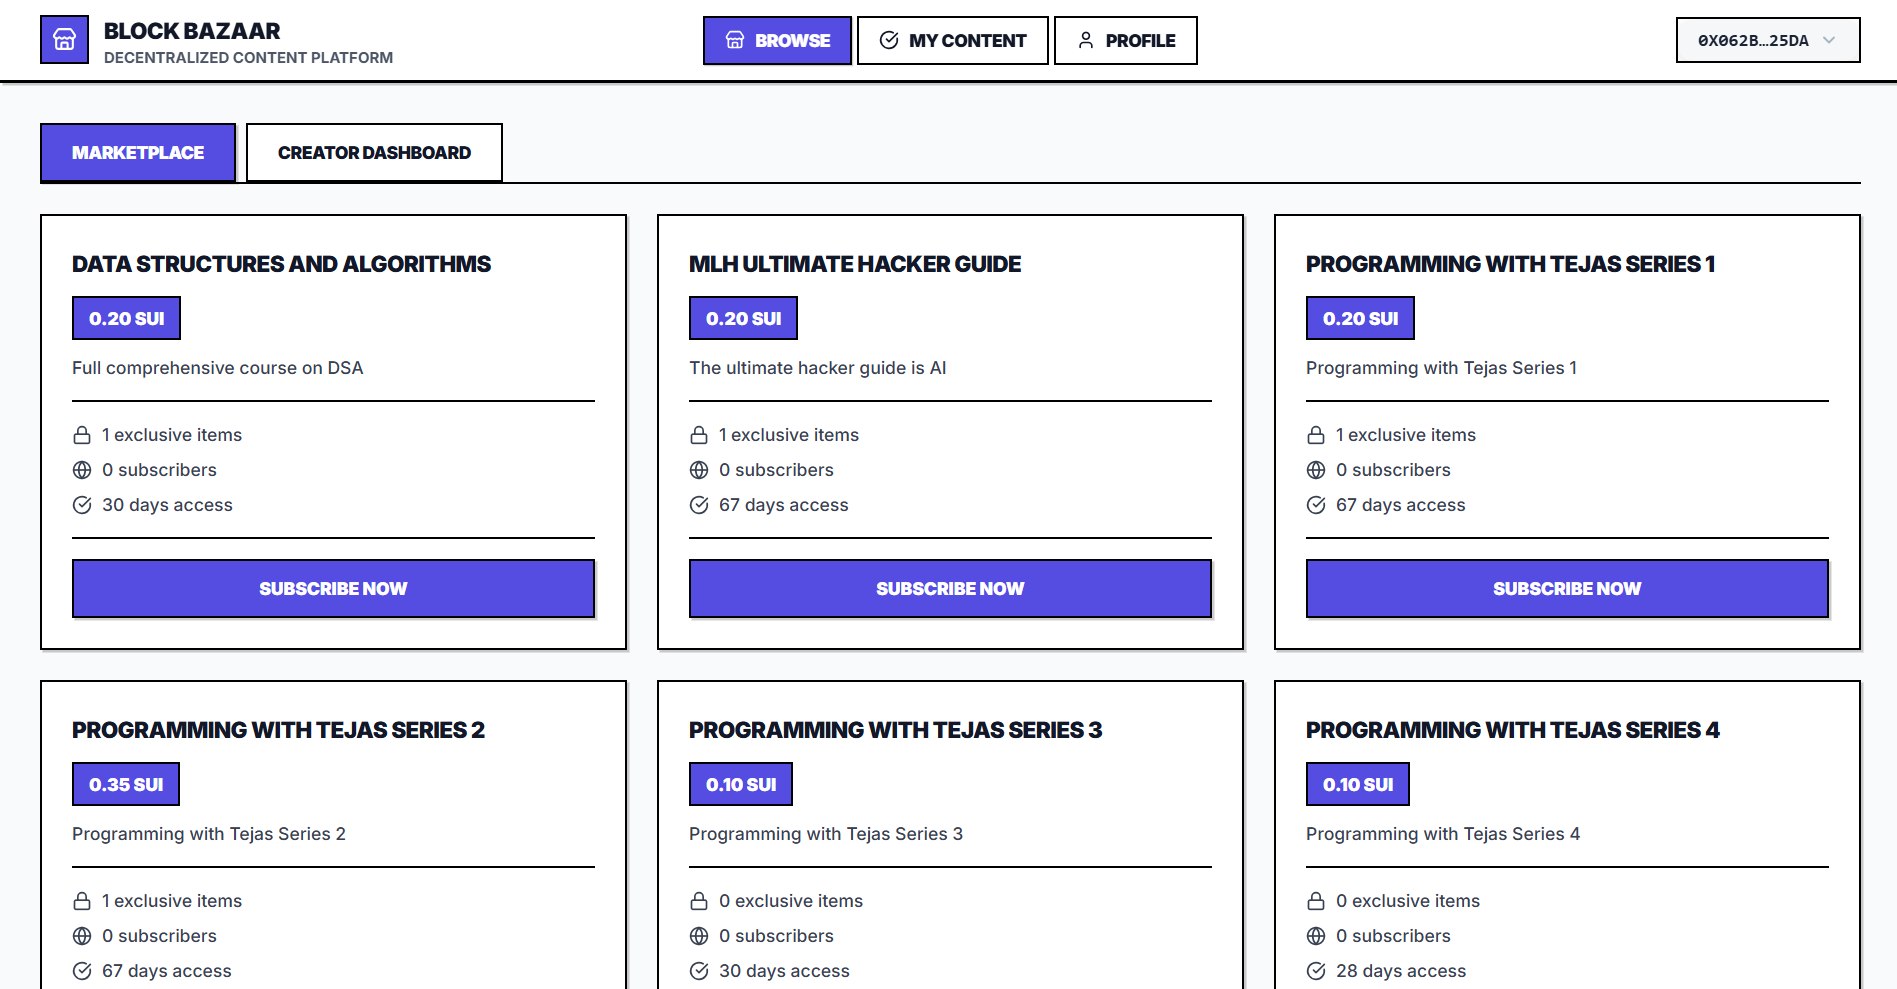 BLOCK BAZAAR
DECENTRALIZED CONTENT PLATFORM
BROWSE
MY CONTENT
PROFILE
0X062B…25DA
MARKETPLACE
CREATOR DASHBOARD
DATA STRUCTURES AND ALGORITHMS
0.20 SUI
Full comprehensive course on DSA
1 exclusive items
0 subscribers
30 days access
SUBSCRIBE NOW
MLH ULTIMATE HACKER GUIDE
0.20 SUI
The ultimate hacker guide is AI
1 exclusive items
0 subscribers
67 days access
SUBSCRIBE NOW
PROGRAMMING WITH TEJAS SERIES 1
0.20 SUI
Programming with Tejas Series 1
1 exclusive items
0 subscribers
67 days access
SUBSCRIBE NOW
PROGRAMMING WITH TEJAS SERIES 2
0.35 SUI
Programming with Tejas Series 2
1 exclusive items
0 subscribers
67 days access
PROGRAMMING WITH TEJAS SERIES 3
0.10 SUI
Programming with Tejas Series 3
0 exclusive items
0 subscribers
30 days access
PROGRAMMING WITH TEJAS SERIES 4
0.10 SUI
Programming with Tejas Series 4
0 exclusive items
0 subscribers
28 days access